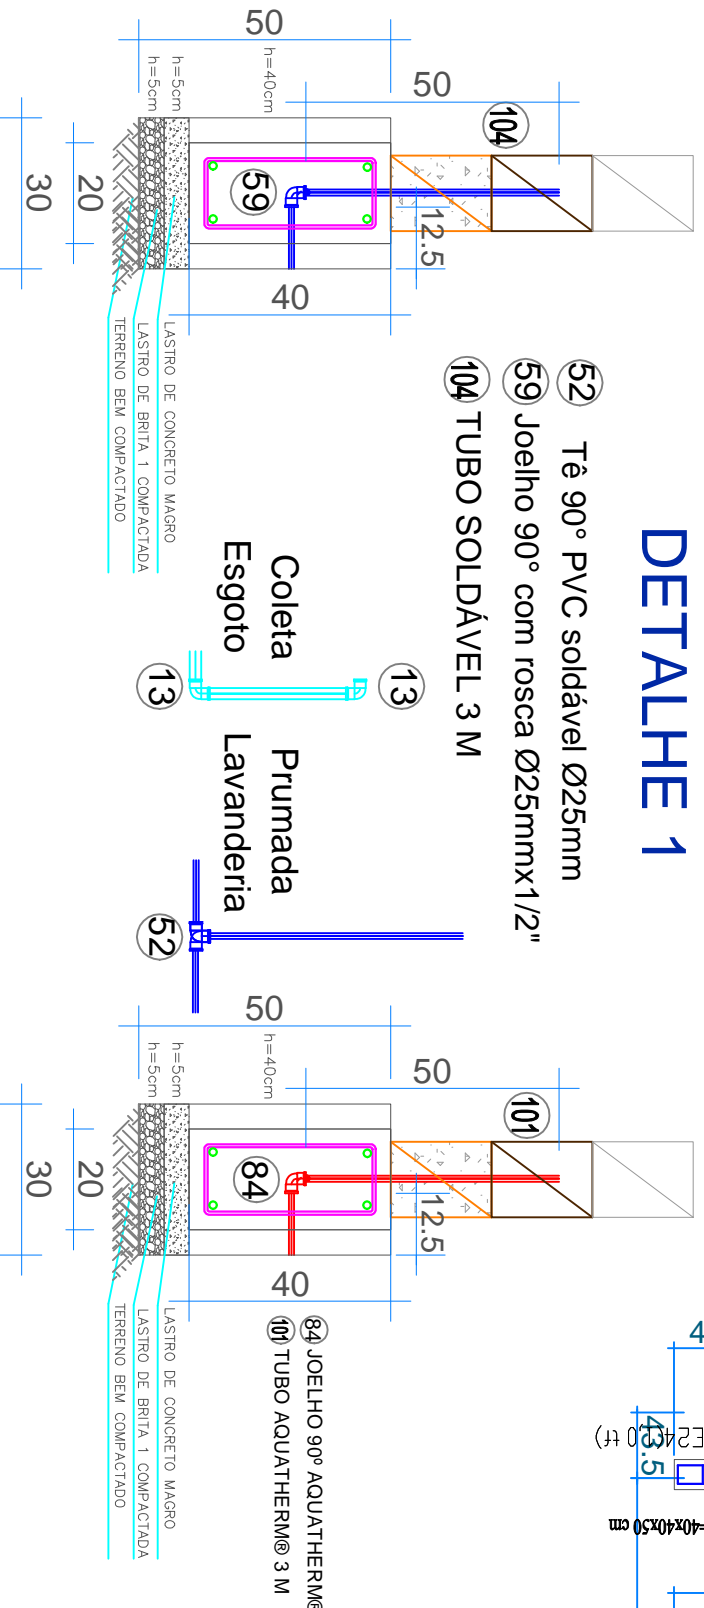 DETALHE 1
52 Tê 90° PVC soldável Ø25mm
59 Joelho 90° com rosca Ø25mmx1/2"
104 TUBO SOLDÁVEL 3 M
104
50
50
h=40cm
h=5cm
h=5cm
59
12.5
40
20
30
LASTRO DE CONCRETO MAGRO
LASTRO DE BRITA 1 COMPACTADA
TERRENO BEM COMPACTADO
Coleta
Esgoto
13
13
Prumada
Lavanderia
52
101
50
50
h=40cm
h=5cm
h=5cm
84
12.5
40
20
30
LASTRO DE CONCRETO MAGRO
LASTRO DE BRITA 1 COMPACTADA
TERRENO BEM COMPACTADO
84 JOELHO 90º AQUATHERM®
101 TUBO AQUATHERM® 3 M
4
43.5
=40x40x50 cm